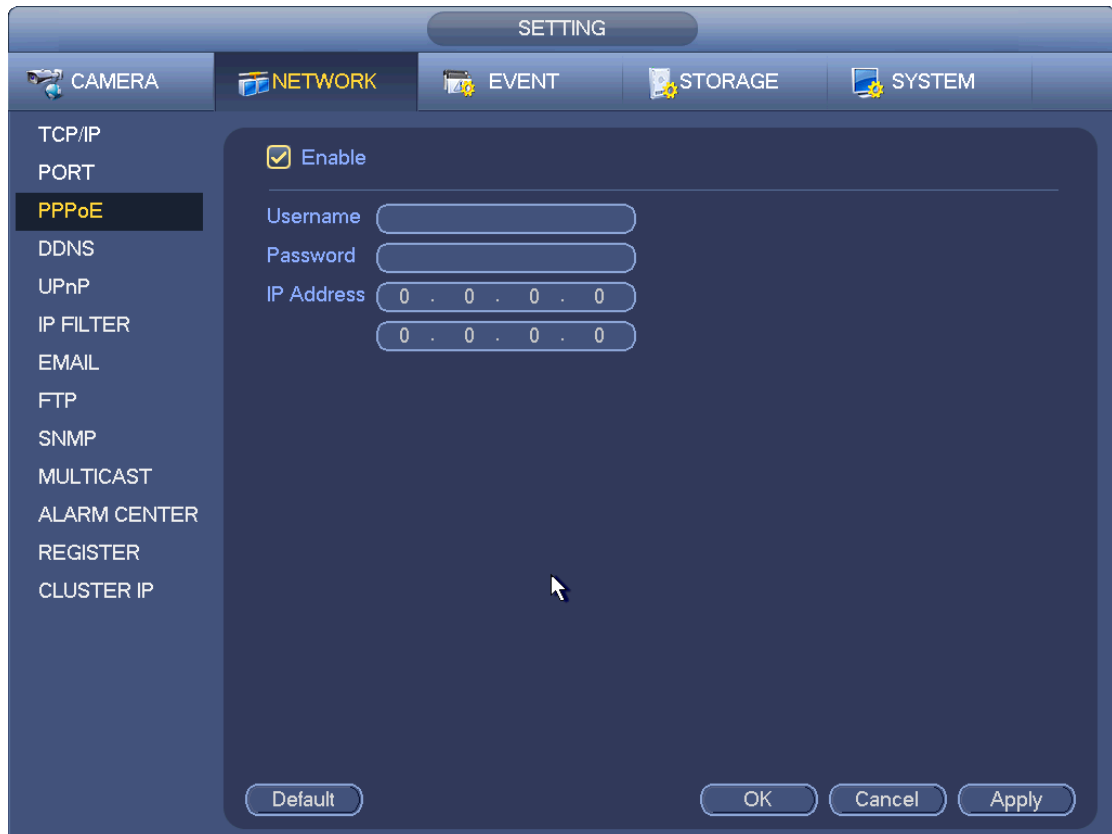 SETTING
CAMERA NETWORK EVENT STORAGE SYSTEM
TCP/IP
PORT
PPPoE
DDNS
UPnP
IP FILTER
EMAIL
FTP
SNMP
MULTICAST
ALARM CENTER
REGISTER
CLUSTER IP
Enable
Username
Password
IP Address 0 . 0 . 0 . 0
0 . 0 . 0 . 0
Default OK Cancel Apply